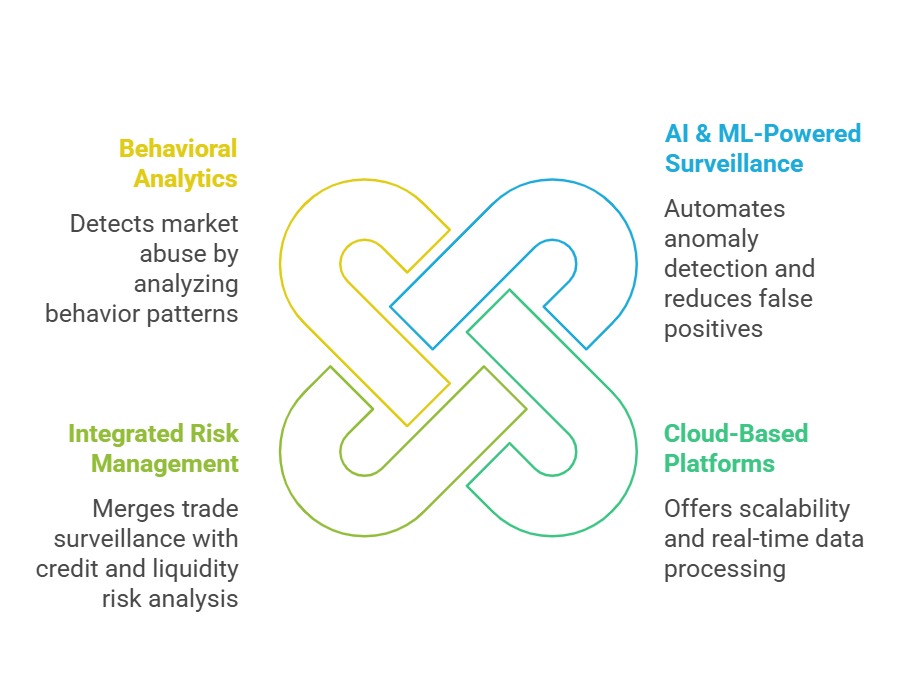 Behavioral
Analytics
Detects market
abuse by
analyzing
behavior patterns
AI & ML-Powered
Surveillance
Automates
anomaly
detection and
reduces false
positives
Integrated Risk
Management
Merges trade
surveillance with
credit and liquidity
risk analysis
Cloud-Based
Platforms
Offers scalability
and real-time data
processing